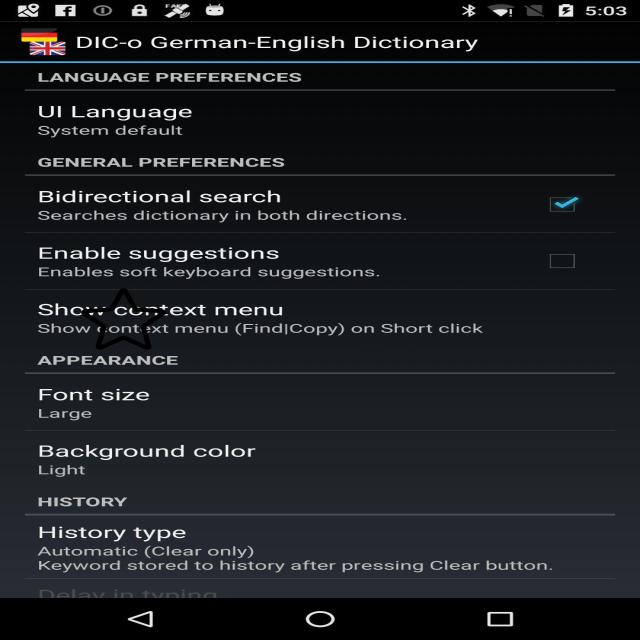 5:03
DIC-o German-English Dictionary
LANGUAGE PREFERENCES
UI Language
System default
GENERAL PREFERENCES
Bidirectional search
Searches dictionary in both directions.
Enable suggestions
Enables soft keyboard suggestions.
Show context menu
Show context menu (Find|Copy) on Short click
APPEARANCE
Font size
Large
Background color
Light
HISTORY
History type
Automatic (Clear only)
Keyword stored to history after pressing Clear button.
Delay in typing